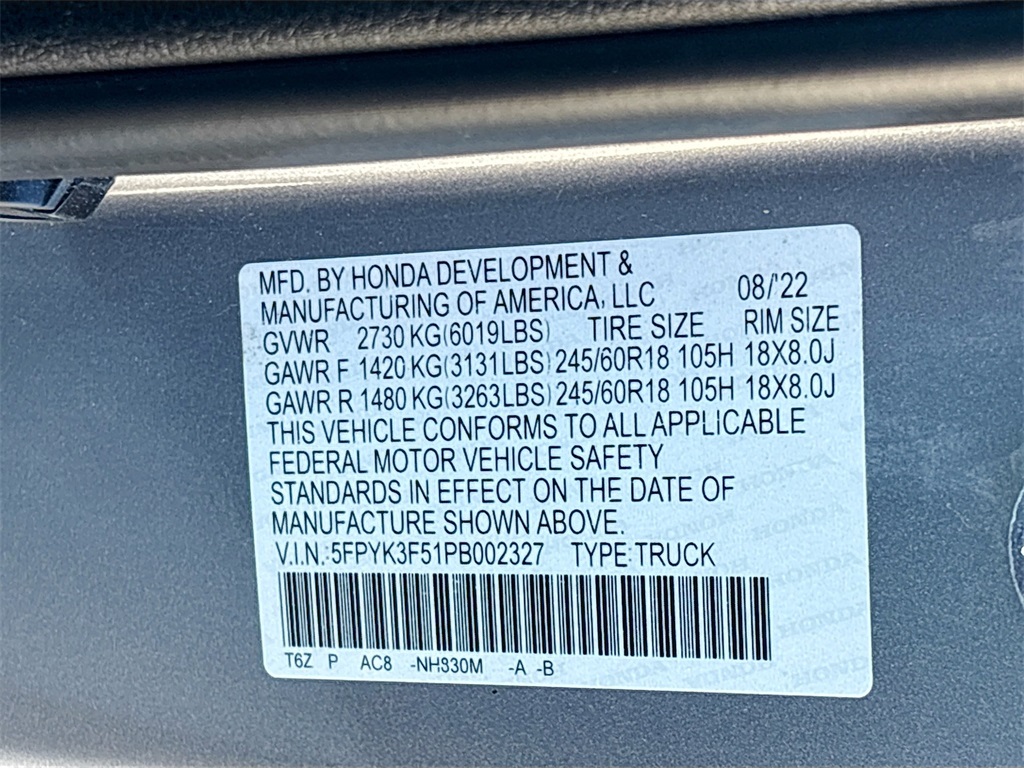 MFD. BY HONDA DEVELOPMENT &
MANUFACTURING OF AMERICA, LLC 08/'22
GVWR 2730 KG(6019LBS) TIRE SIZE RIM SIZE
GAWR F 1420 KG(3131LBS) 245/60R18 105H 18X8.0J
GAWR R 1480 KG(3263LBS) 245/60R18 105H 18X8.0J
THIS VEHICLE CONFORMS TO ALL APPLICABLE
FEDERAL MOTOR VEHICLE SAFETY
STANDARDS IN EFFECT ON THE DATE OF
MANUFACTURE SHOWN ABOVE.
V.I.N.:5FPYK3F51PB002327 TYPE:TRUCK
T6Z P AC8 -NH930M -A -B